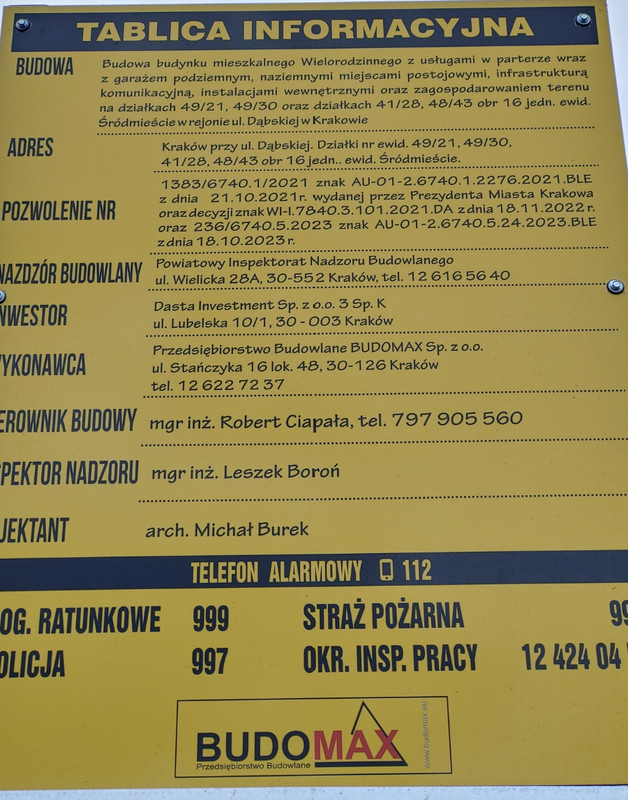 TABLICA INFORMACYJNA
BUDOWA
Budowa budynku mieszkalnego Wielorodzinnego z usługami w parterze wraz
z garażem podziemnym, naziemnymi miejscami postojowymi, infrastrukturą
komunikacyjną, instalacjami wewnętrznymi oraz zagospodarowaniem terenu
na działkach 49/21, 49/30 oraz działkach 41/28, 48/43 obr 16 jedn. ewid.
Śródmieście w rejonie ul. Dąbskiej w Krakowie
ADRES
Kraków przy ul. Dąbskiej. Działki nr ewid. 49/21, 49/30,
41/28, 48/43 obr 16 jedn.. ewid. Śródmieście.
POZWOLENIE NR
1383/6740.1/2021 znak AU-01-2.6740.1.2276.2021.BLE
z dnia 21.10.2021r. wydanej przez Prezydenta Miasta Krakowa
oraz decyzji znak WI-I.7840.3.101.2021.DA z dnia 18.11.2022 r.
oraz 236/6740.5.2023 znak AU-01-2.6740.5.24.2023.BLE
z dnia 18.10.2023 r.
NAZDZÓR BUDOWLANY
Powiatowy Inspektorat Nadzoru Budowlanego
ul. Wielicka 28A, 30-552 Kraków, tel. 12 616 56 40
NWESTOR
Dasta Investment Sp. z o.o. 3 Sp. K
ul. Lubelska 10/1, 30 - 003 Kraków
YKONAWCA
Przedsiębiorstwo Budowlane BUDOMAX Sp. z o.o.
ul. Stańczyka 16 lok. 48, 30-126 Kraków
tel. 12 622 72 37
EROWNIK BUDOWY mgr inż. Robert Ciapała, tel. 797 905 560
PEKTOR NADZORU mgr inż. Leszek Boroń
JEKTANT arch. Michał Burek
TELEFON ALARMOWY 112
OG. RATUNKOWE 999 STRAŻ POŻARNA 99
OLICJA 997 OKR. INSP. PRACY 12 424 04
BUDOMAX
Przedsiębiorstwo Budowlane
www.budomax.eu